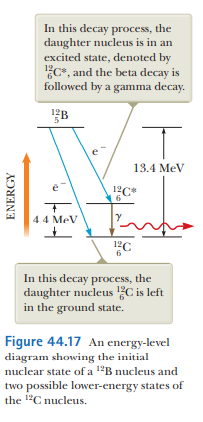 In this decay process, the
daughter nucleus is in an
excited state, denoted by
¹²₆C*, and the beta decay is
followed by a gamma decay.
¹²₅B
e⁻
13.4 MeV
ENERGY
e⁻
¹²₆C*
4 4 MeV
γ
¹²₆C
In this decay process, the
daughter nucleus ¹²₆C is left
in the ground state.
Figure 44.17 An energy-level
diagram showing the initial
nuclear state of a ¹²B nucleus and
two possible lower-energy states of
the ¹²C nucleus.